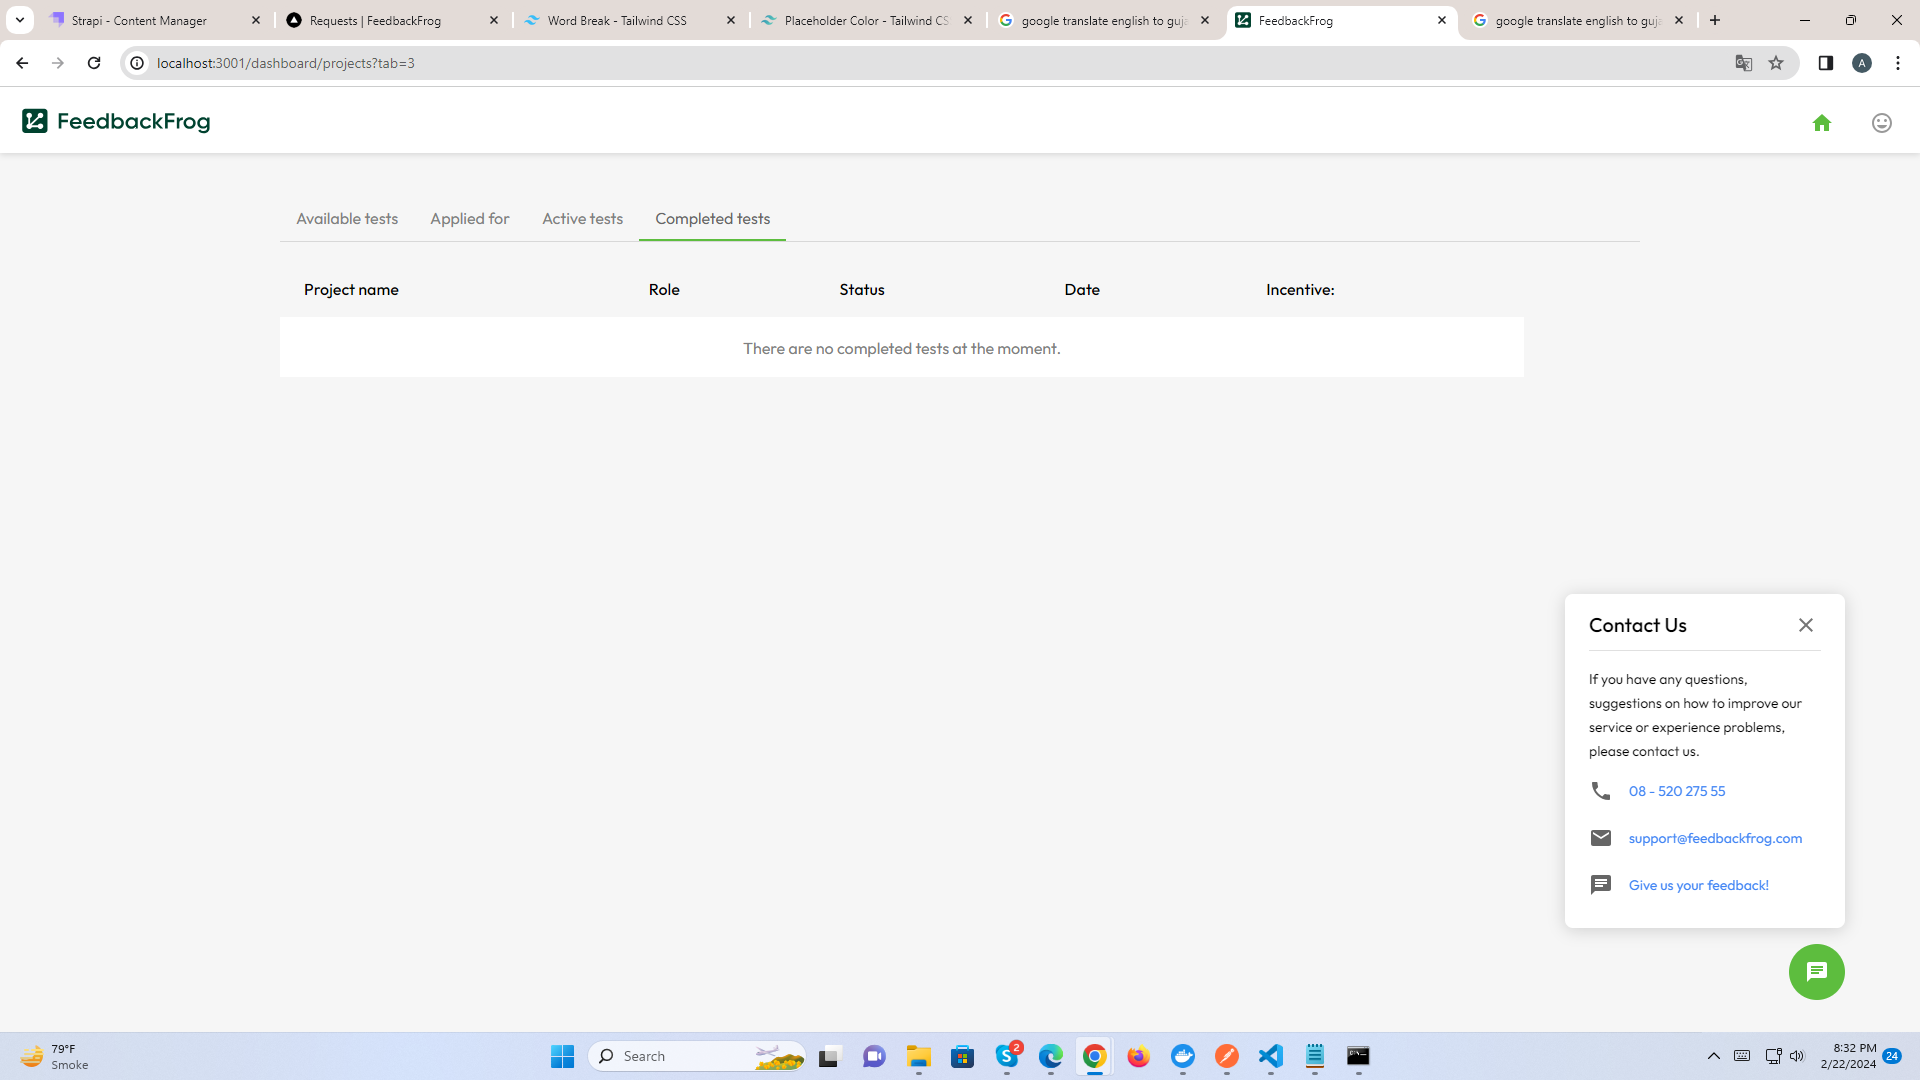 Strapi - Content Manager
Requests | FeedbackFrog
Word Break - Tailwind CSS
Placeholder Color - Tailwind CS
google translate english to guja
FeedbackFrog
google translate english to guja
localhost:3001/dashboard/projects?tab=3
A
FeedbackFrog
Available tests
Applied for
Active tests
Completed tests
Project name
Role
Status
Date
Incentive:
There are no completed tests at the moment.
Contact Us
If you have any questions,
suggestions on how to improve our
service or experience problems,
please contact us.
08 - 520 275 55
support@feedbackfrog.com
Give us your feedback!
79°F
Smoke
Search
2
8:32 PM
2/22/2024
24